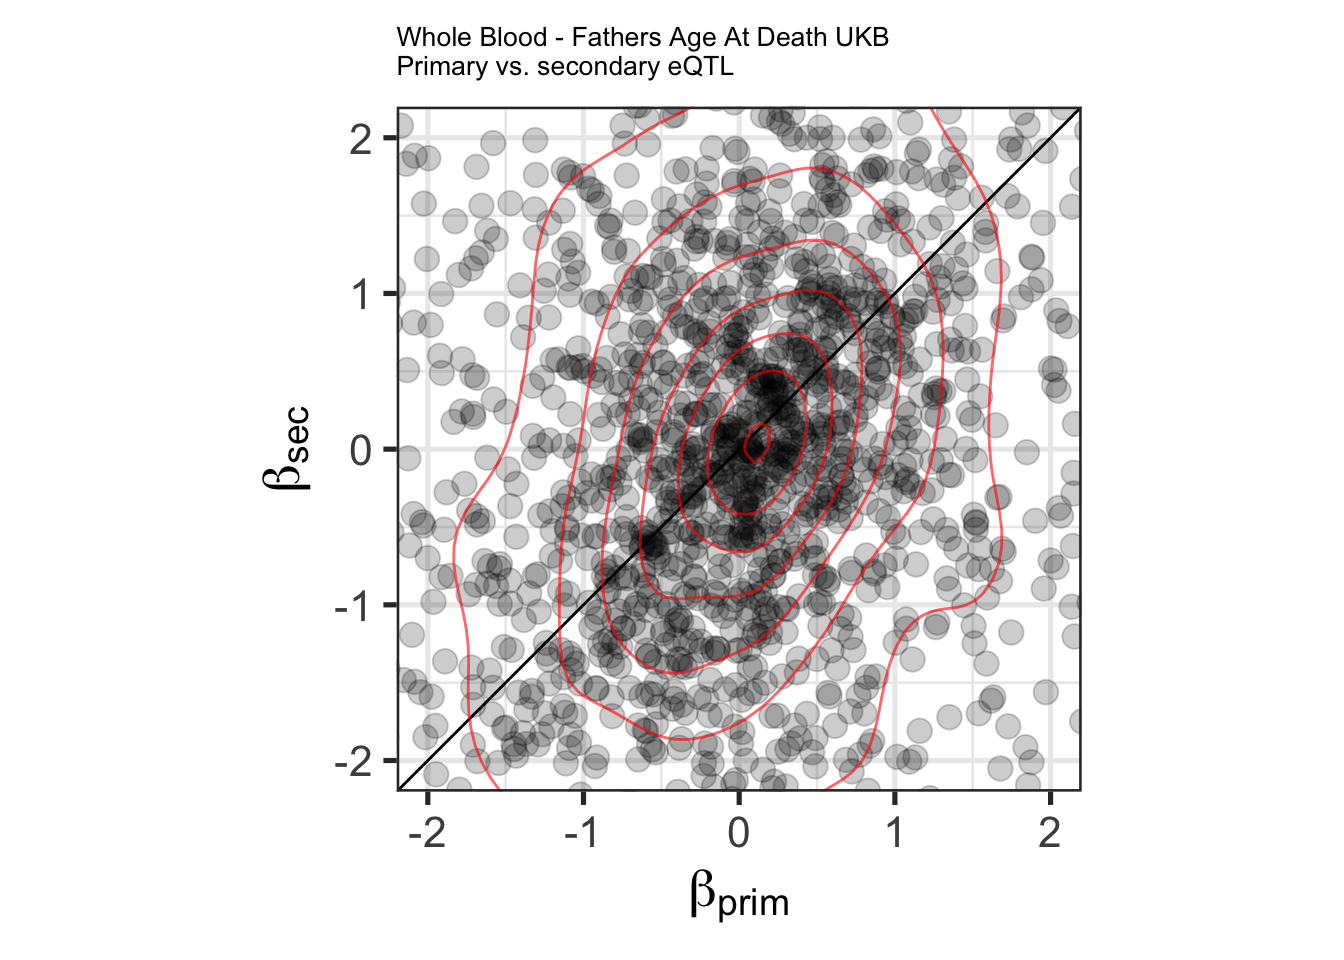 Whole Blood - Fathers Age At Death UKB
Primary vs. secondary eQTL
2
1
0
-1
-2
βsec
-2 -1 0 1 2
βprim